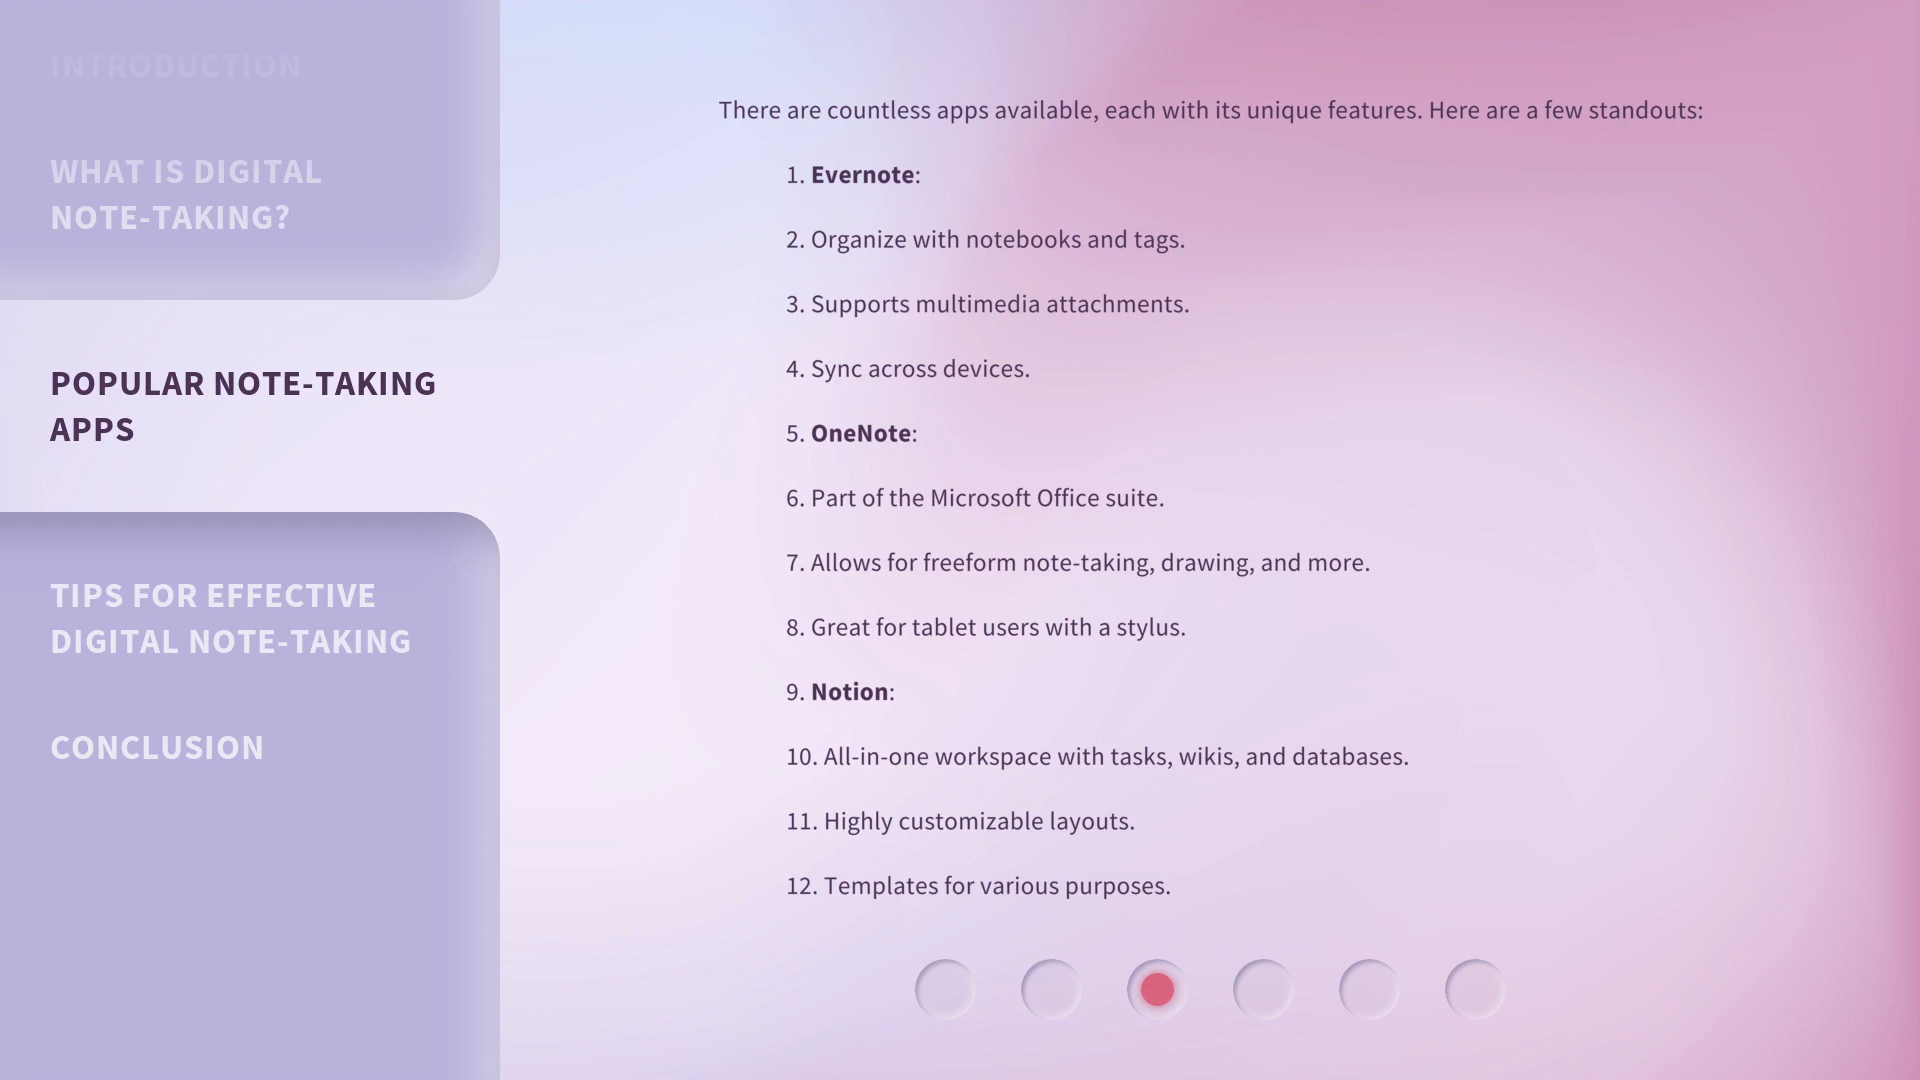 INTRODUCTION
WHAT IS DIGITAL
NOTE-TAKING?
POPULAR NOTE-TAKING
APPS
TIPS FOR EFFECTIVE
DIGITAL NOTE-TAKING
CONCLUSION
There are countless apps available, each with its unique features. Here are a few standouts:
1. Evernote:
2. Organize with notebooks and tags.
3. Supports multimedia attachments.
4. Sync across devices.
5. OneNote:
6. Part of the Microsoft Office suite.
7. Allows for freeform note-taking, drawing, and more.
8. Great for tablet users with a stylus.
9. Notion:
10. All-in-one workspace with tasks, wikis, and databases.
11. Highly customizable layouts.
12. Templates for various purposes.